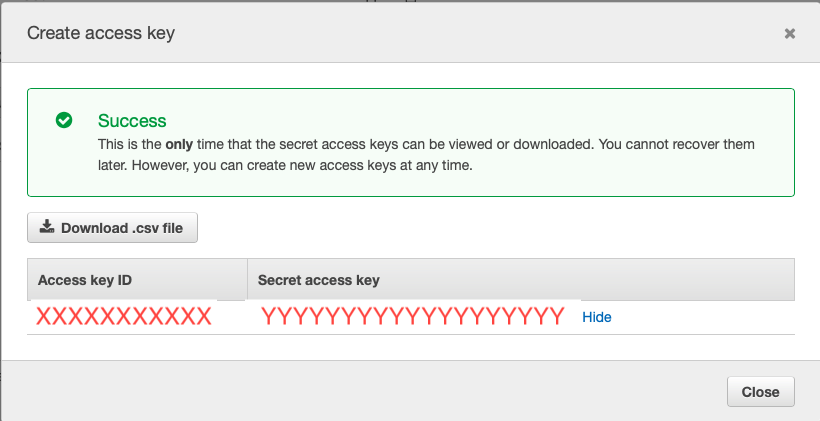 Create access key
Success
This is the only time that the secret access keys can be viewed or downloaded. You cannot recover them
later. However, you can create new access keys at any time.
Download .csv file
Access key ID Secret access key
XXXXXXXXXXX YYYYYYYYYYYYYYYYYYY Hide
Close